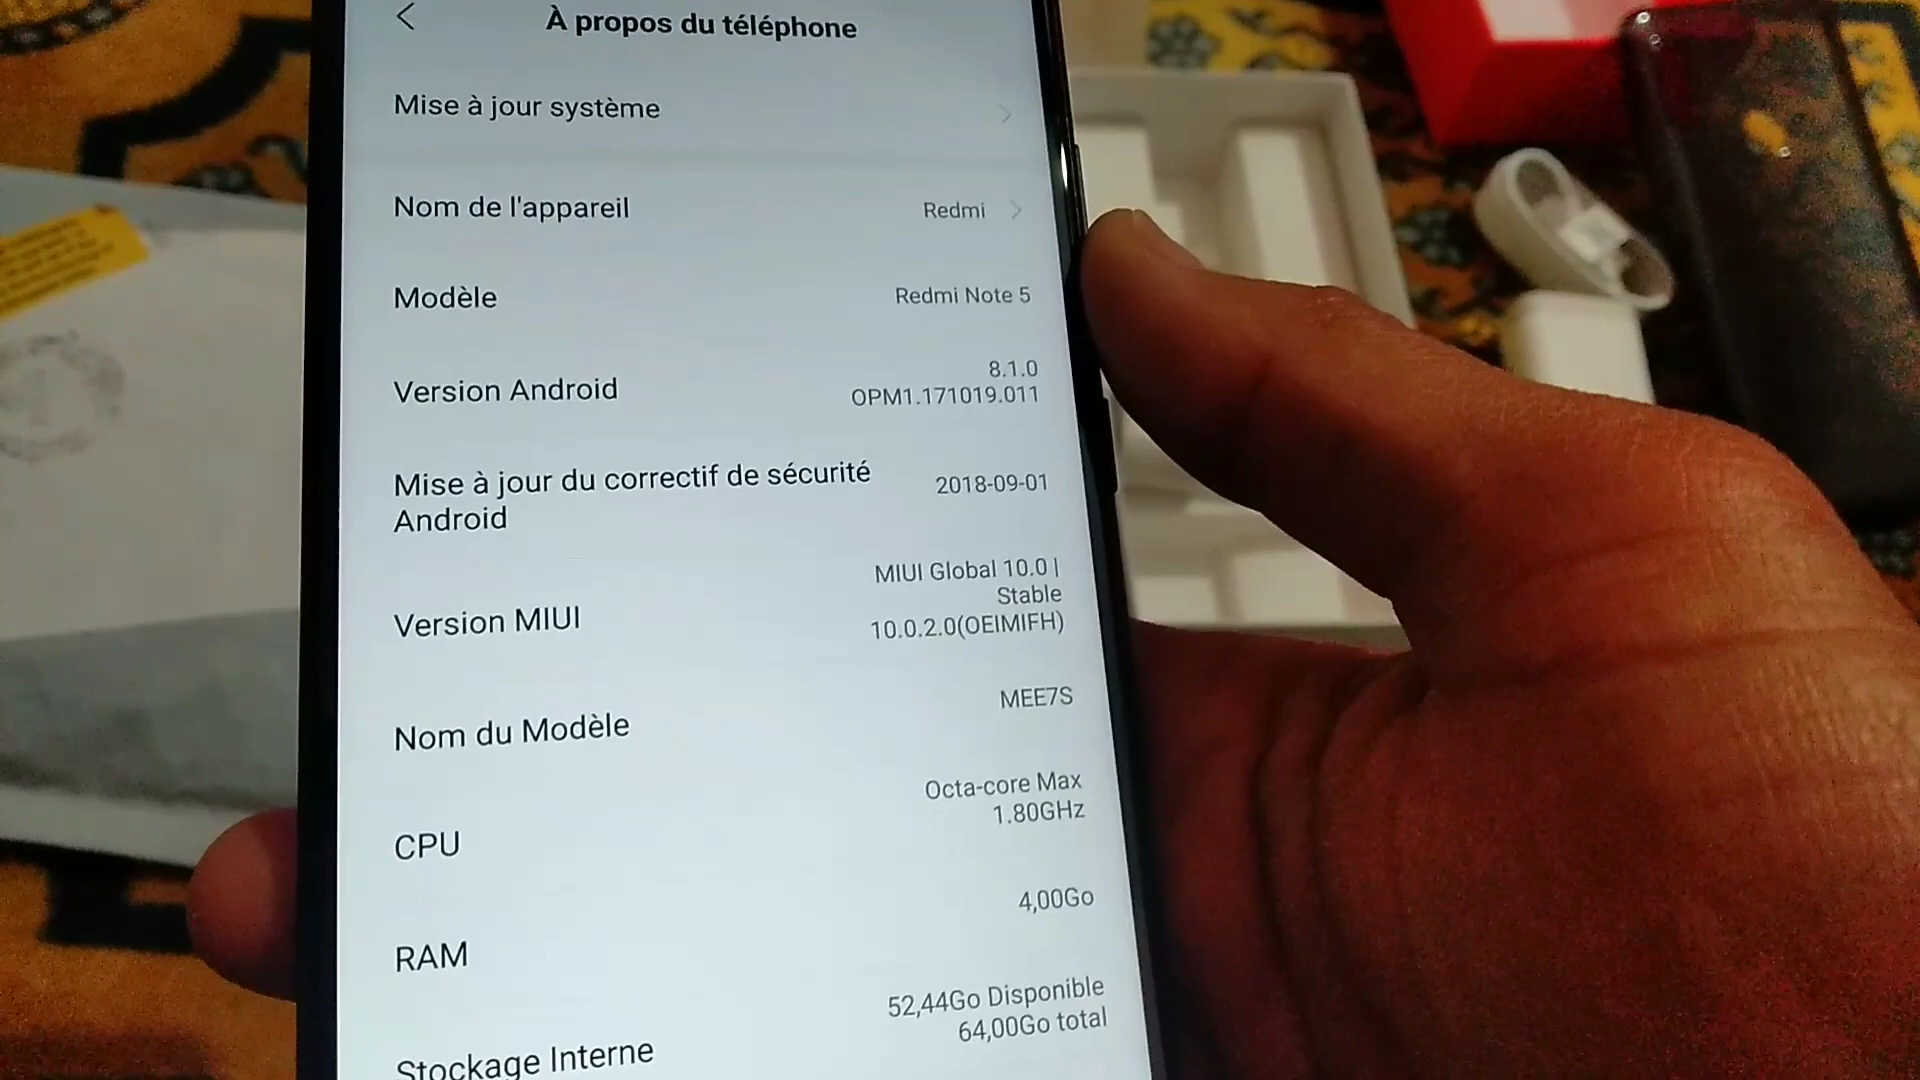 À propos du téléphone
Mise à jour système
Nom de l'appareil
Redmi
Modèle
Redmi Note 5
Version Android
8.1.0
OPM1.171019.011
Mise à jour du correctif de sécurité
Android
2018-09-01
Version MIUI
MIUI Global 10.0 |
Stable
10.0.2.0(OEIMIFH)
Nom du Modèle
MEE7S
CPU
Octa-core Max
1.80GHz
RAM
4,00Go
Stockage Interne
52,44Go Disponible
64,00Go total